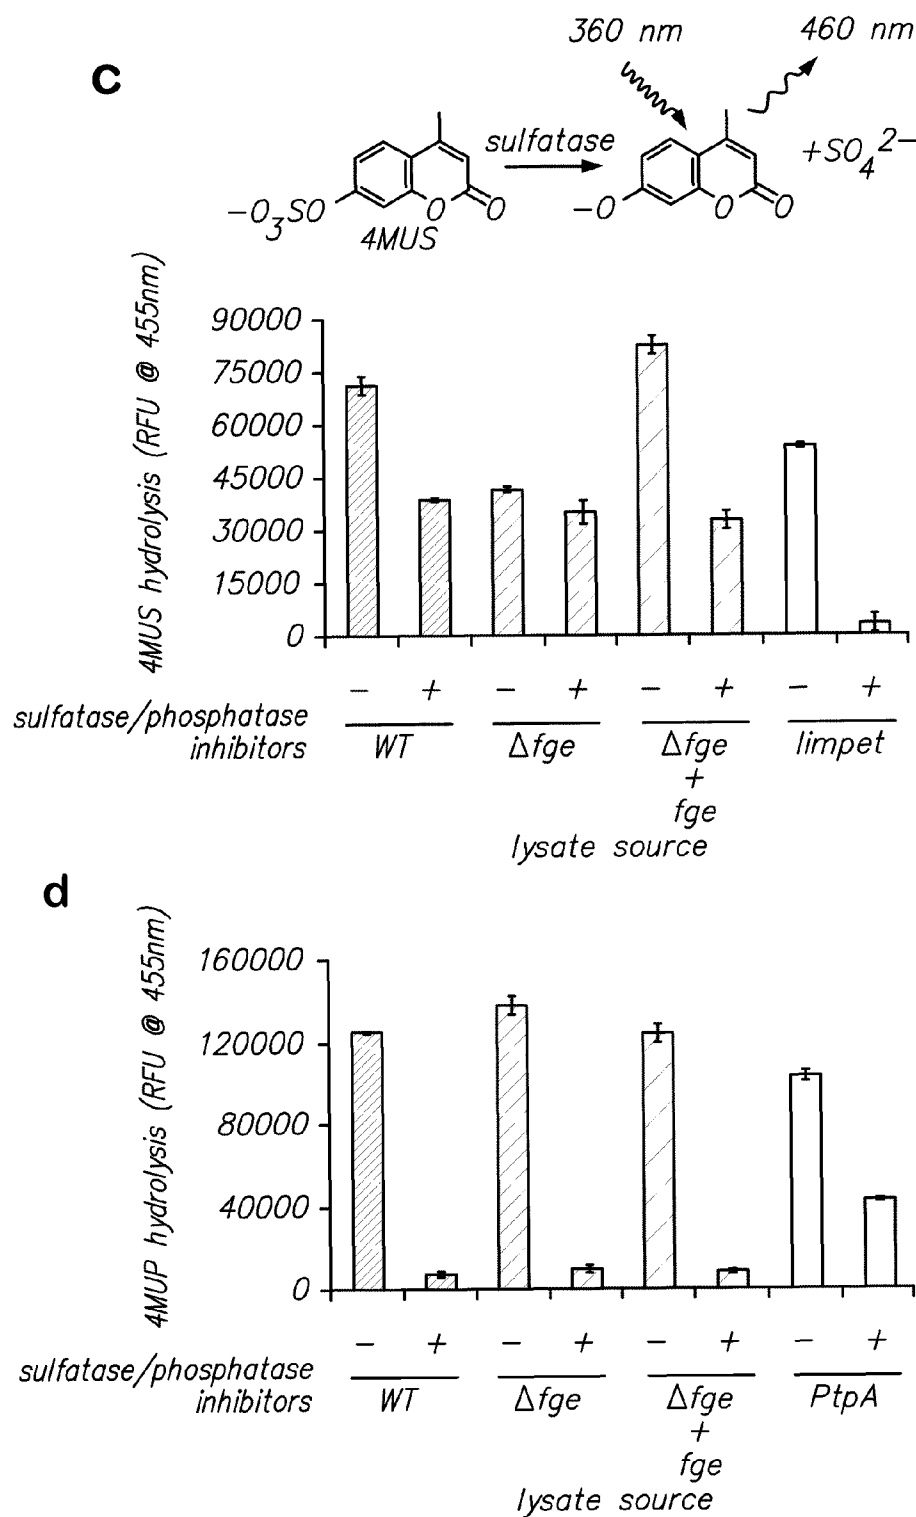 c
360 nm 460 nm
sulfatase
+SO4 2−
−O3SO O O
−O O O
4MUS
4MUS hydrolysis (RFU @ 455nm)
90000
75000
60000
45000
30000
15000
0
− + − + − + − +
sulfatase/phosphatase
inhibitors
WT Δfge Δfge limpet
+
fge
lysate source
d
4MUP hydrolysis (RFU @ 455nm)
160000
120000
80000
40000
0
− + − + − + − +
sulfatase/phosphatase
inhibitors
WT Δfge Δfge PtpA
+
fge
lysate source